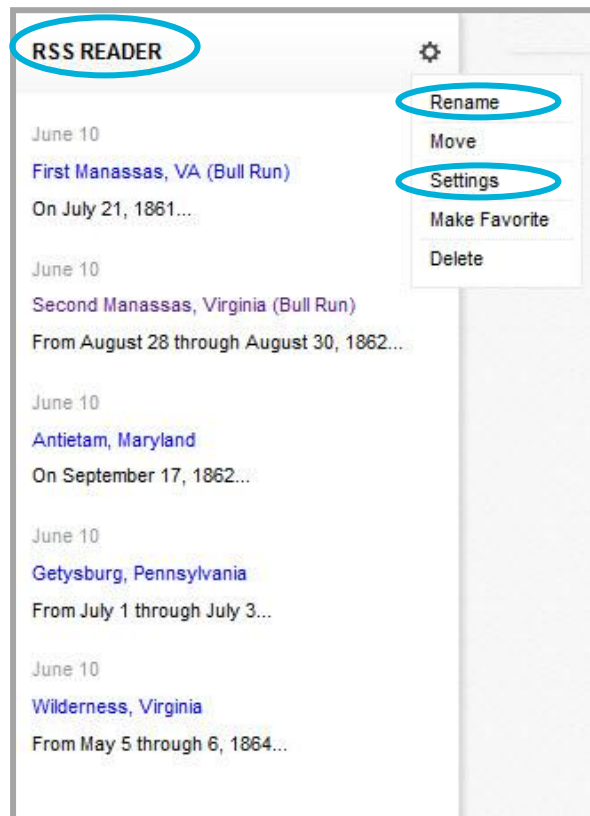 RSS READER
Rename
Move
Settings
Make Favorite
Delete
June 10
First Manassas, VA (Bull Run)
On July 21, 1861...
June 10
Second Manassas, Virginia (Bull Run)
From August 28 through August 30, 1862...
June 10
Antietam, Maryland
On September 17, 1862...
June 10
Getysburg, Pennsylvania
From July 1 through July 3...
June 10
Wilderness, Virginia
From May 5 through 6, 1864...